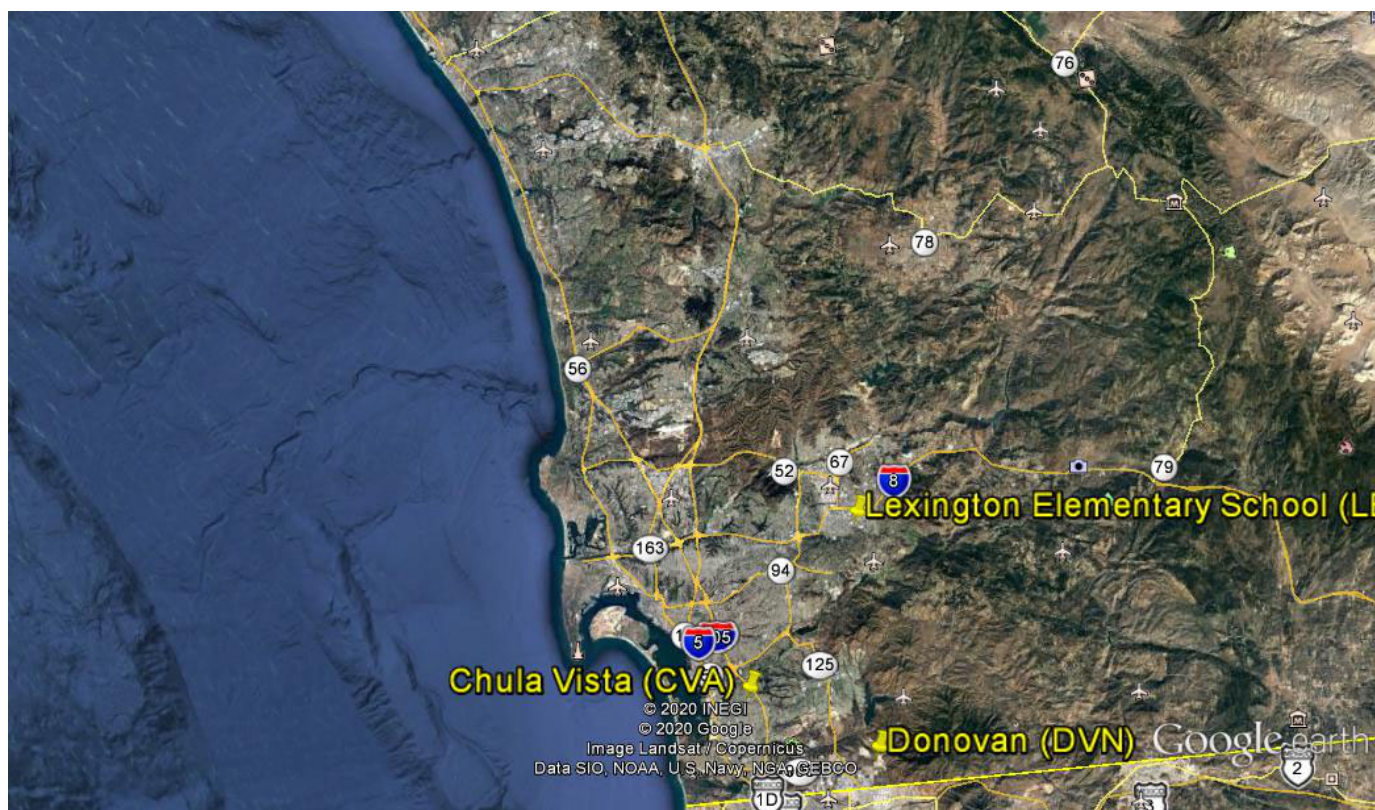 76
78
56
52
67
8
79
Lexington Elementary School (LE
163
94
5
05
125
Chula Vista (CVA)
© 2020 INEGI
© 2020 Google
Image Landsat / Copernicus
Data SIO, NOAA, U.S. Navy, NGA, GEBCO
Donovan (DVN)
Google earth
1D
3
2